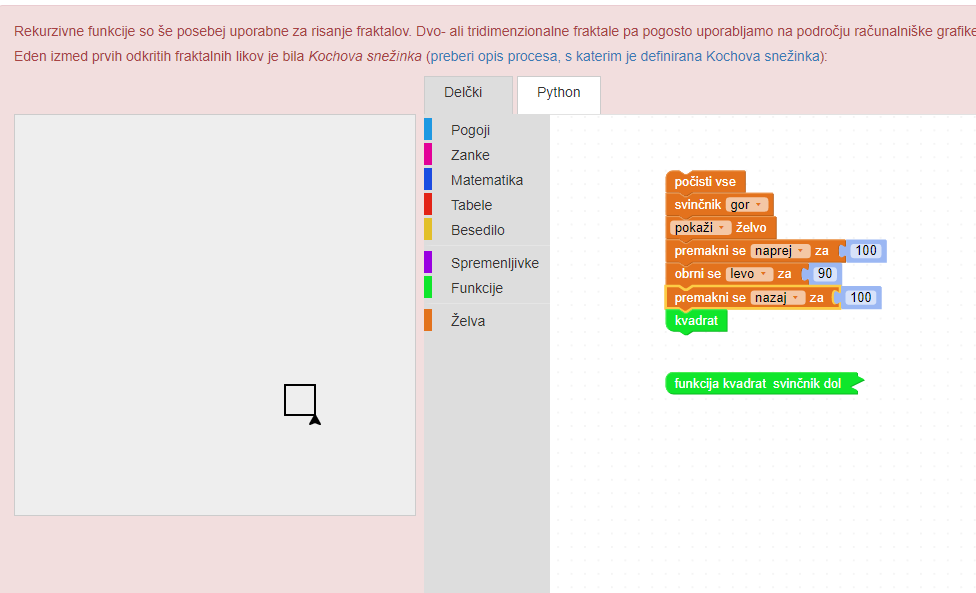 Rekurzivne funkcije so še posebej uporabne za risanje fraktalov. Dvo- ali tridimenzionalne fraktale pa pogosto uporabljamo na področju računalniške grafike
Eden izmed prvih odkritih fraktalnih likov je bila Kochova snežinka (preberi opis procesa, s katerim je definirana Kochova snežinka):
Delčki
Python
Pogoji
Zanke
Matematika
Tabele
Besedilo
Spremenljivke
Funkcije
Želva
počisti vse
svinčnik gor
pokaži želvo
premakni se naprej za 100
obrni se levo za 90
premakni se nazaj za 100
kvadrat
funkcija kvadrat svinčnik dol